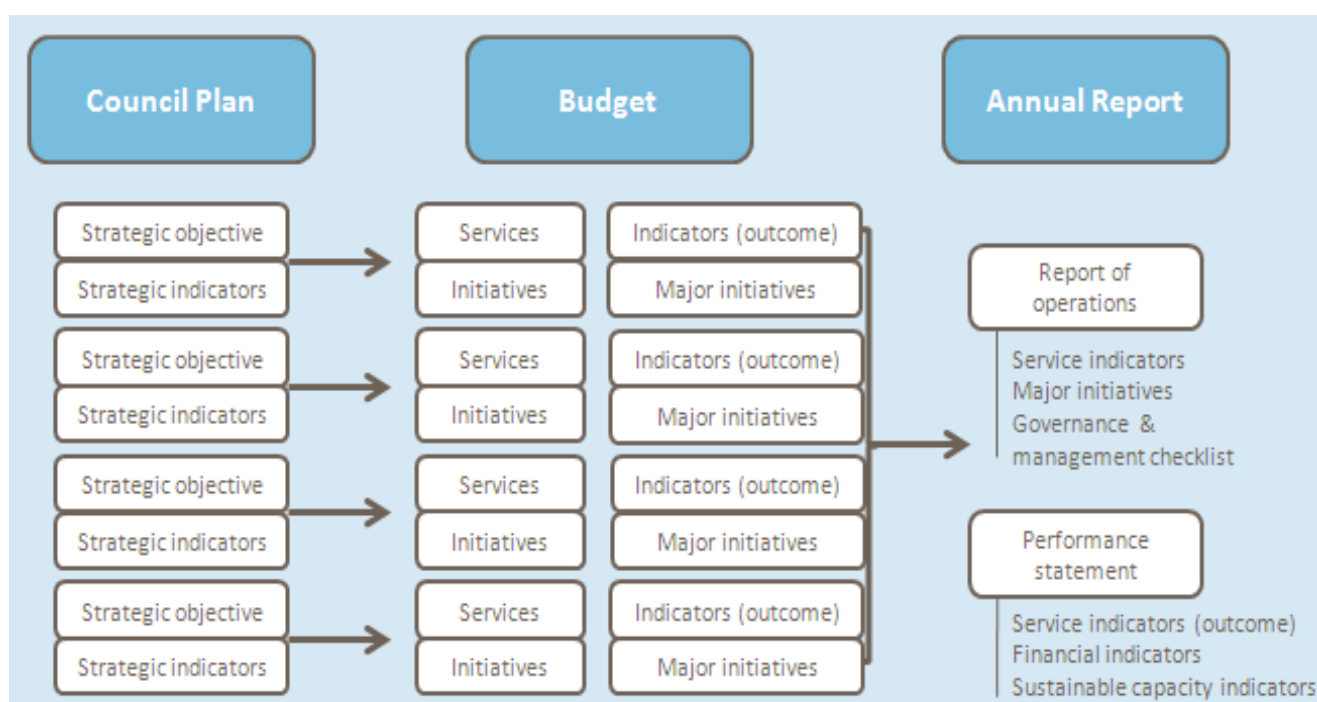 Council Plan
Budget
Annual Report
Strategic objective
Strategic indicators
Services
Initiatives
Indicators (outcome)
Major initiatives
Strategic objective
Strategic indicators
Services
Initiatives
Indicators (outcome)
Major initiatives
Strategic objective
Strategic indicators
Services
Initiatives
Indicators (outcome)
Major initiatives
Strategic objective
Strategic indicators
Services
Initiatives
Indicators (outcome)
Major initiatives
Report of
operations
Service indicators
Major initiatives
Governance &
management checklist
Performance
statement
Service indicators (outcome)
Financial indicators
Sustainable capacity indicators